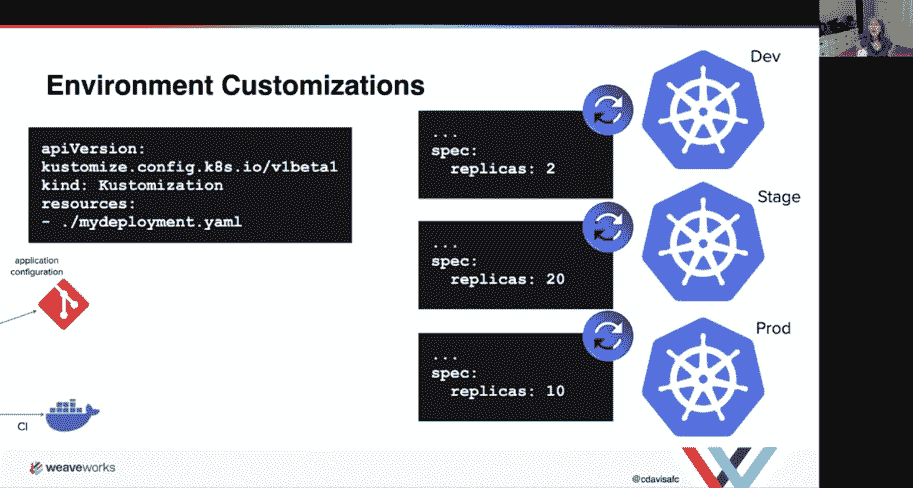 Environment Customizations
apiVersion:
kustomize.config.k8s.io/v1beta1
kind: Kustomization
resources:
- ./mydeployment.yaml
application
configuration
CI
...
spec:
replicas: 2
Dev
...
spec:
replicas: 20
Stage
...
spec:
replicas: 10
Prod
weaveworks
@cdavisafc